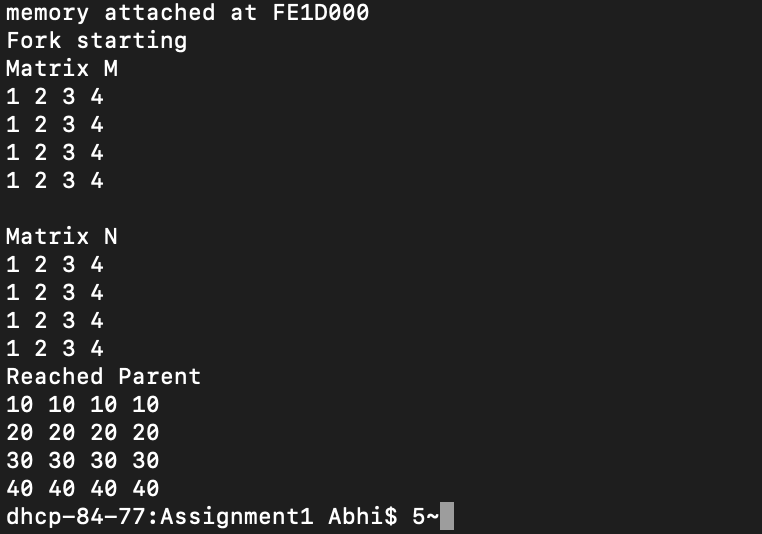 memory attached at FE1D000
Fork starting
Matrix M
1 2 3 4
1 2 3 4
1 2 3 4
1 2 3 4
Matrix N
1 2 3 4
1 2 3 4
1 2 3 4
1 2 3 4
Reached Parent
10 10 10 10
20 20 20 20
30 30 30 30
40 40 40 40
dhcp-84-77:Assignment1 Abhi$ 5~